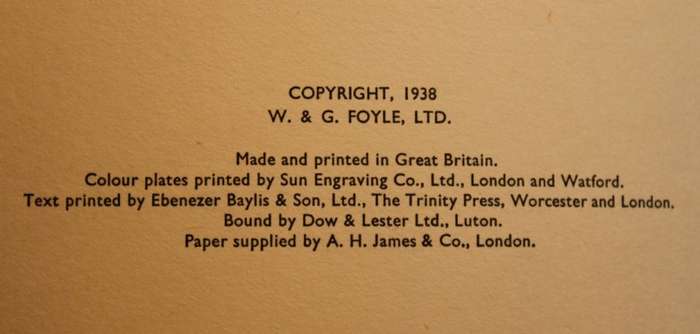 COPYRIGHT, 1938
W. & G. FOYLE, LTD.
Made and printed in Great Britain.
Colour plates printed by Sun Engraving Co., Ltd., London and Watford.
Text printed by Ebenezer Baylis & Son, Ltd., The Trinity Press, Worcester and London.
Bound by Dow & Lester Ltd., Luton.
Paper supplied by A. H. James & Co., London.